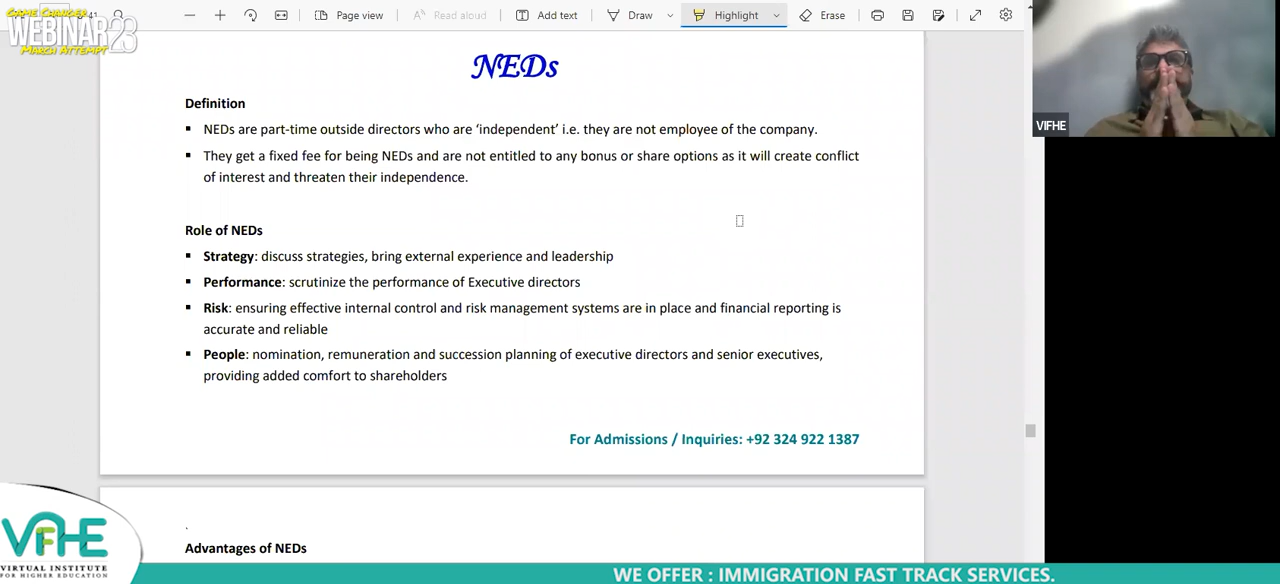 GAME CHANGER
WEBINAR 23
MARCH ATTEMPT
41
Page view
Read aloud
Add text
Draw
Highlight
Erase
VIFHE
NEDs
Definition
▪ NEDs are part-time outside directors who are ‘independent’ i.e. they are not employee of the company.
▪ They get a fixed fee for being NEDs and are not entitled to any bonus or share options as it will create conflict
of interest and threaten their independence.
Role of NEDs
▪ Strategy: discuss strategies, bring external experience and leadership
▪ Performance: scrutinize the performance of Executive directors
▪ Risk: ensuring effective internal control and risk management systems are in place and financial reporting is
accurate and reliable
▪ People: nomination, remuneration and succession planning of executive directors and senior executives,
providing added comfort to shareholders
For Admissions / Inquiries: +92 324 922 1387
.
Advantages of NEDs
VIFHE
VIRTUAL INSTITUTE
FOR HIGHER EDUCATION
WE OFFER : IMMIGRATION FAST TRACK SERVICES.